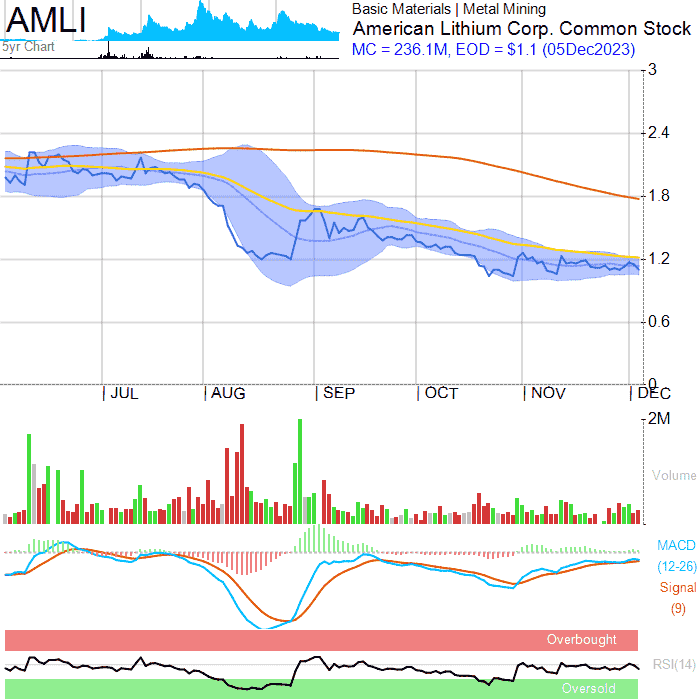 AMLI
5yr Chart
Basic Materials | Metal Mining
American Lithium Corp. Common Stock
MC = 236.1M, EOD = $1.1 (05Dec2023)
3
2.4
1.8
1.2
0.6
0
JUL AUG SEP OCT NOV DEC
2M
Volume
MACD
(12-26)
Signal
(9)
Overbought
RSI(14)
Oversold